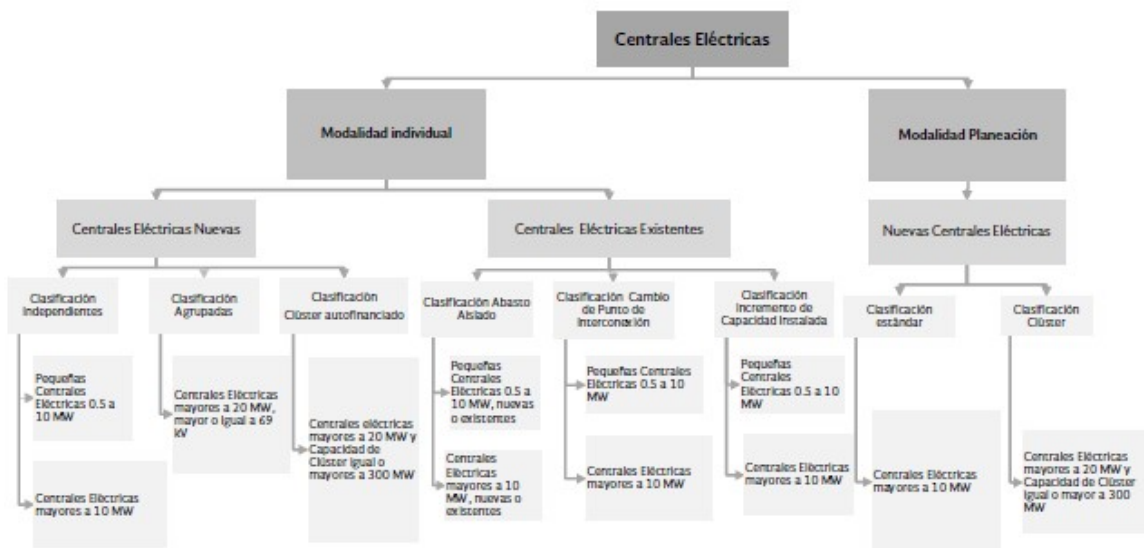 Centrales Eléctricas
Modalidad individual
Modalidad Planeación
Centrales Eléctricas Nuevas
Centrales Eléctricas Existentes
Nuevas Centrales Eléctricas
Clasificación
Independientes
Clasificación
Agrupadas
Clasificación
Clúster autofinanciado
Clasificación Abasto
Aislado
Clasificación Cambio
de Punto de
Interconexión
Clasificación
Incremento de
Capacidad Instalada
Clasificación
estándar
Clasificación
Clúster
Pequeñas
Centrales
Eléctricas 0.5 a
10 MW
Centrales Eléctricas
mayores a 10 MW
Centrales Eléctricas
mayores a 20 MW,
mayor o igual a 69
kV
Centrales eléctricas
mayores a 20 MW y
Capacidad de
Clúster igual o
mayores a 300 MW
Pequeñas
Centrales
Eléctricas 0.5 a
10 MW, nuevas
o existentes
Centrales
Eléctricas
mayores a 10
MW, nuevas o
existentes
Pequeñas Centrales
Eléctricas 0.5 a 10
MW
Centrales Eléctricas
mayores a 10 MW
Pequeñas
Centrales
Eléctricas 0.5 a 10
MW
Centrales Eléctricas
mayores a 10 MW
Centrales Eléctricas
mayores a 10 MW
Centrales Eléctricas
mayores a 20 MW y
Capacidad de Clúster
igual o mayor a 300
MW